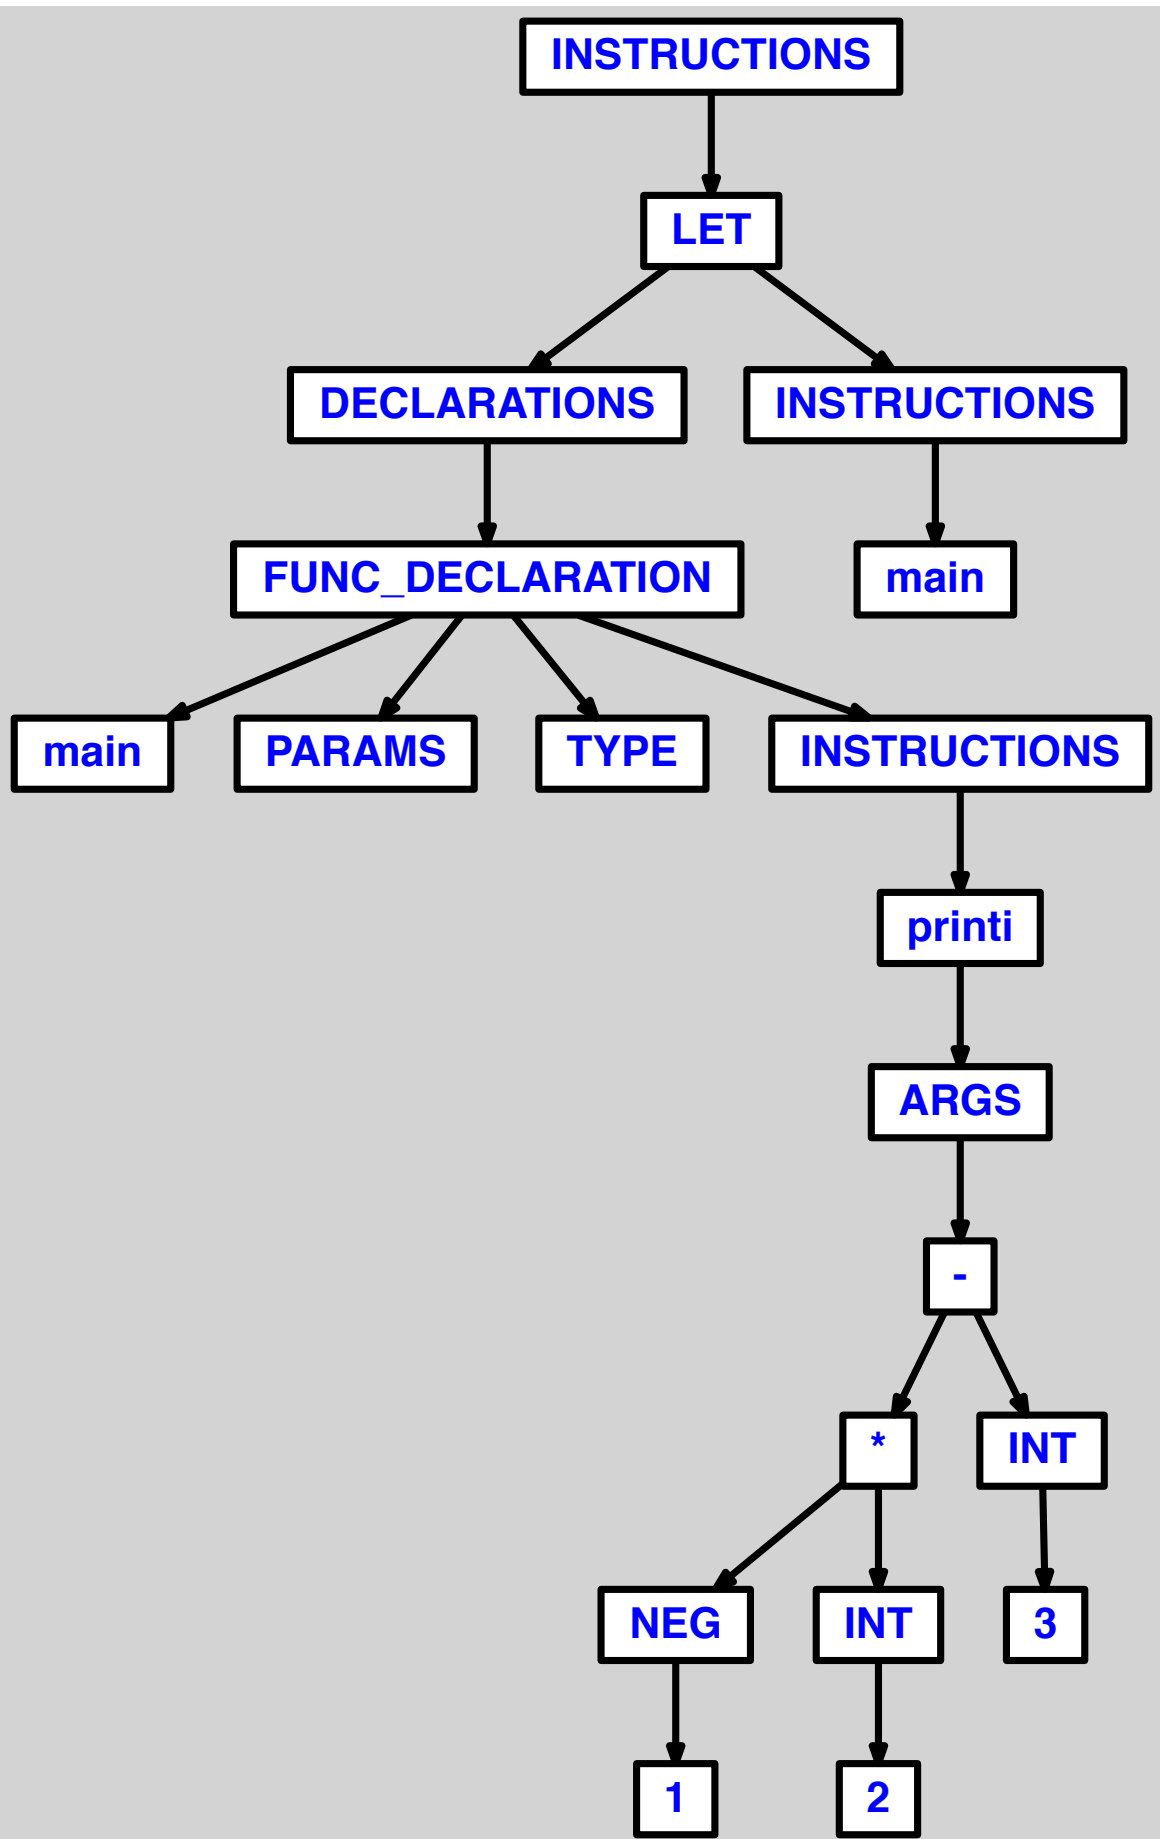 INSTRUCTIONS
LET
DECLARATIONS
INSTRUCTIONS
FUNC_DECLARATION
main
main
PARAMS
TYPE
INSTRUCTIONS
printi
ARGS
-
*
INT
NEG
INT
3
1
2